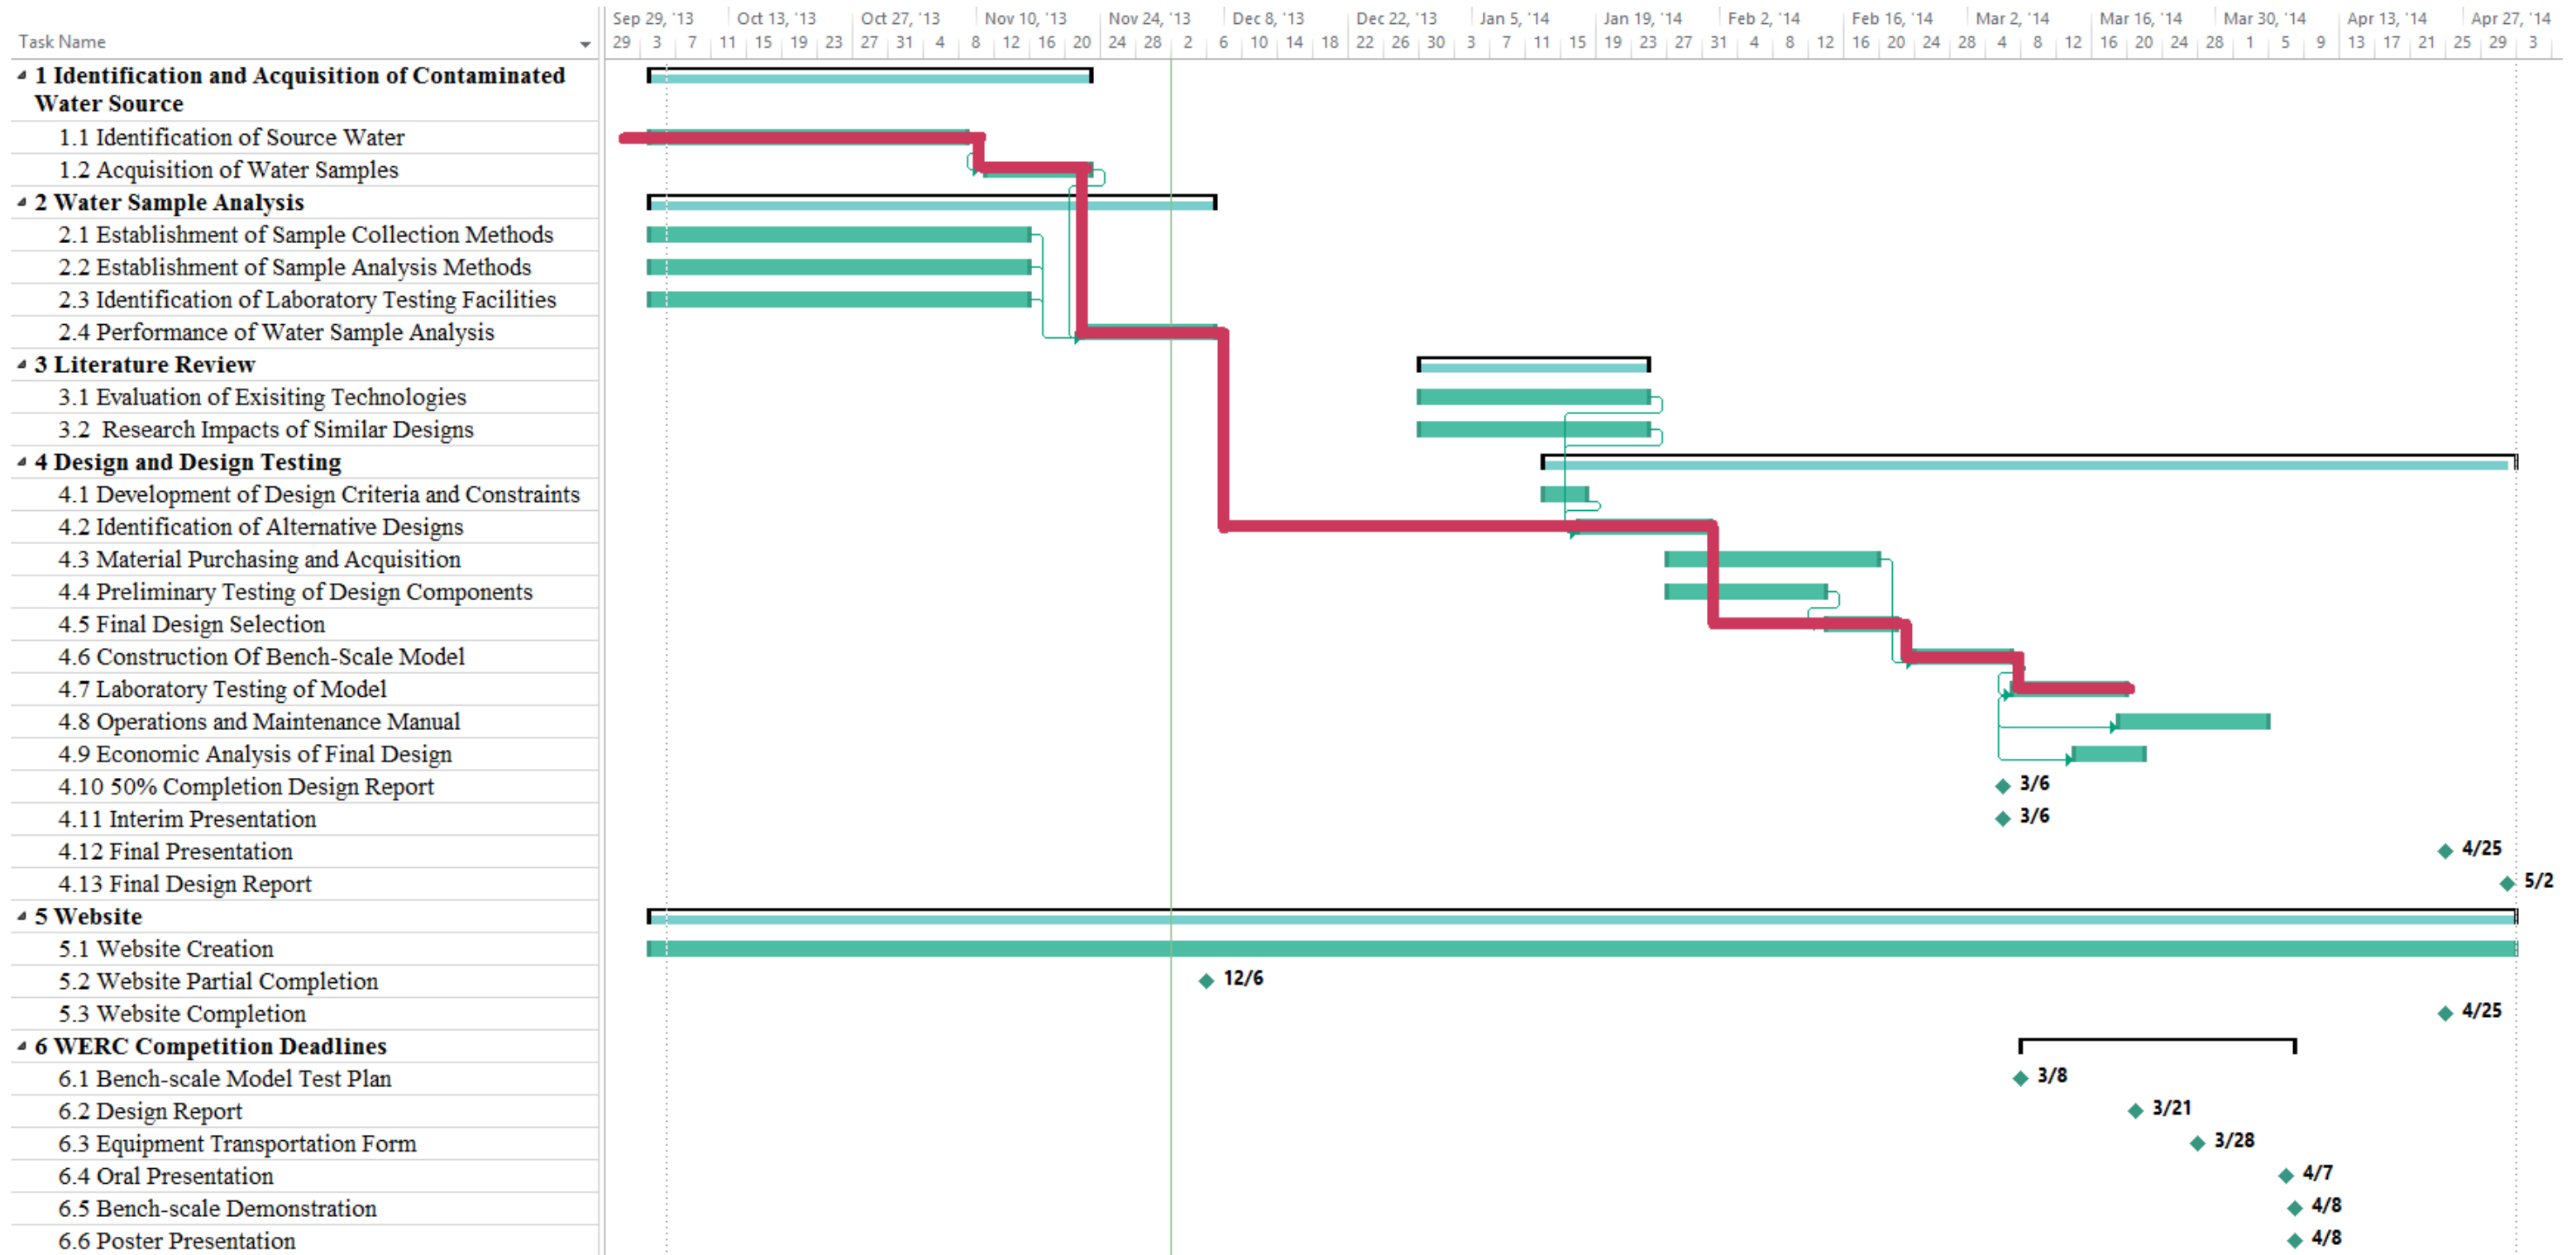 Sep 29, '13 Oct 13, '13 Oct 27, '13 Nov 10, '13 Nov 24, '13 Dec 8, '13 Dec 22, '13 Jan 5, '14 Jan 19, '14 Feb 2, '14 Feb 16, '14 Mar 2, '14 Mar 16, '14 Mar 30, '14 Apr 13, '14 Apr 27, '14
Task Name 29 3 7 11 15 19 23 27 31 4 8 12 16 20 24 28 2 6 10 14 18 22 26 30 3 7 11 15 19 23 27 31 4 8 12 16 20 24 28 4 8 12 16 20 24 28 1 5 9 13 17 21 25 29 3
1 Identification and Acquisition of Contaminated
Water Source
1.1 Identification of Source Water
1.2 Acquisition of Water Samples
2 Water Sample Analysis
2.1 Establishment of Sample Collection Methods
2.2 Establishment of Sample Analysis Methods
2.3 Identification of Laboratory Testing Facilities
2.4 Performance of Water Sample Analysis
3 Literature Review
3.1 Evaluation of Exisiting Technologies
3.2 Research Impacts of Similar Designs
4 Design and Design Testing
4.1 Development of Design Criteria and Constraints
4.2 Identification of Alternative Designs
4.3 Material Purchasing and Acquisition
4.4 Preliminary Testing of Design Components
4.5 Final Design Selection
4.6 Construction Of Bench-Scale Model
4.7 Laboratory Testing of Model
4.8 Operations and Maintenance Manual
4.9 Economic Analysis of Final Design
4.10 50% Completion Design Report 3/6
4.11 Interim Presentation 3/6
4.12 Final Presentation 4/25
4.13 Final Design Report 5/2
5 Website
5.1 Website Creation
5.2 Website Partial Completion 12/6
5.3 Website Completion 4/25
6 WERC Competition Deadlines
6.1 Bench-scale Model Test Plan 3/8
6.2 Design Report 3/21
6.3 Equipment Transportation Form 3/28
6.4 Oral Presentation 4/7
6.5 Bench-scale Demonstration 4/8
6.6 Poster Presentation 4/8